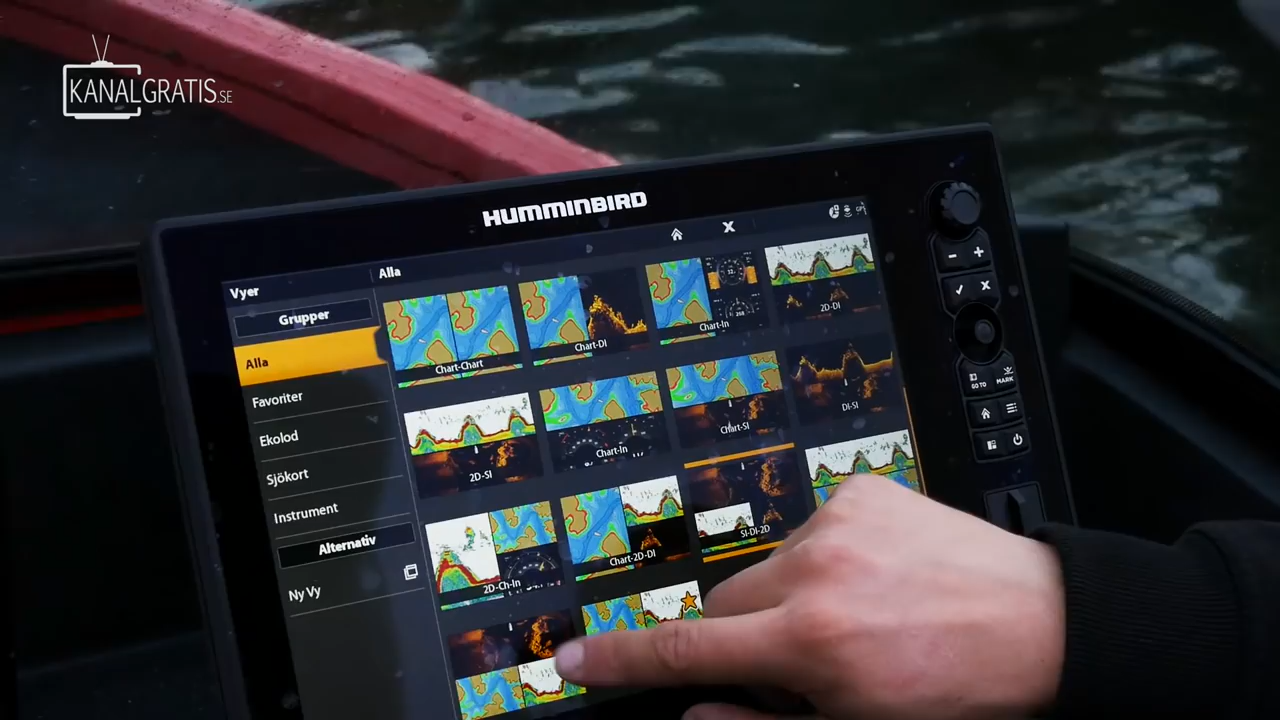 KANALGRATIS.SE
HUMMINBIRD
Vyer
Alla
Grupper
Alla
Favoriter
Ekolod
Sjökort
Instrument
Alternativ
Ny Vy
Chart-Chart
Chart-DI
Chart-In
2D-DI
2D-SI
Chart-In
Chart-SI
DI-SI
2D-Ch-In
Chart-2D-DI
SI-DI-2D
GO TO
MARK